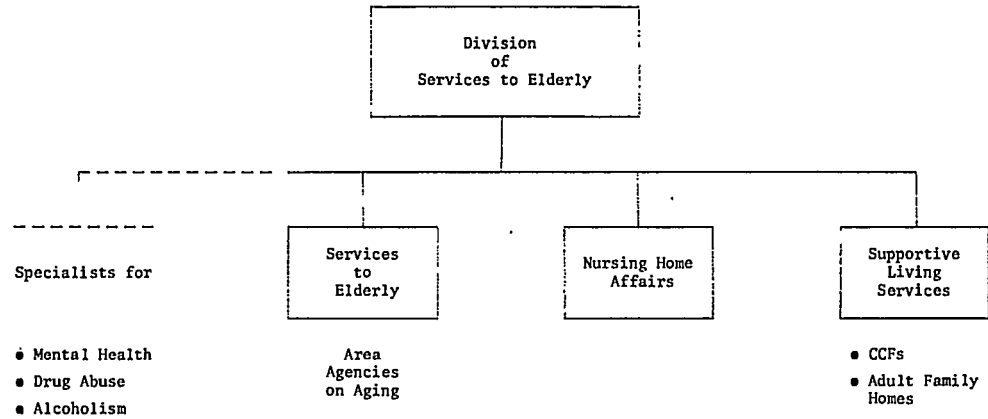 Division
of
Services to Elderly
Specialists for
• Mental Health
• Drug Abuse
• Alcoholism
Services
to
Elderly
Area
Agencies
on Aging
Nursing Home
Affairs
Supportive
Living
Services
• CCFs
• Adult Family
Homes